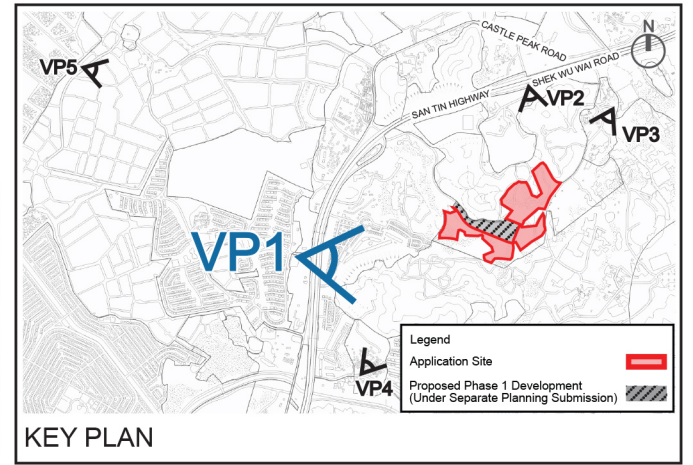 N
CASTLE PEAK ROAD
SHEK WU WAI ROAD
SAN TIN HIGHWAY
VP5
VP2
VP3
VP1
VP4
Legend
Application Site
Proposed Phase 1 Development
(Under Separate Planning Submission)
KEY PLAN